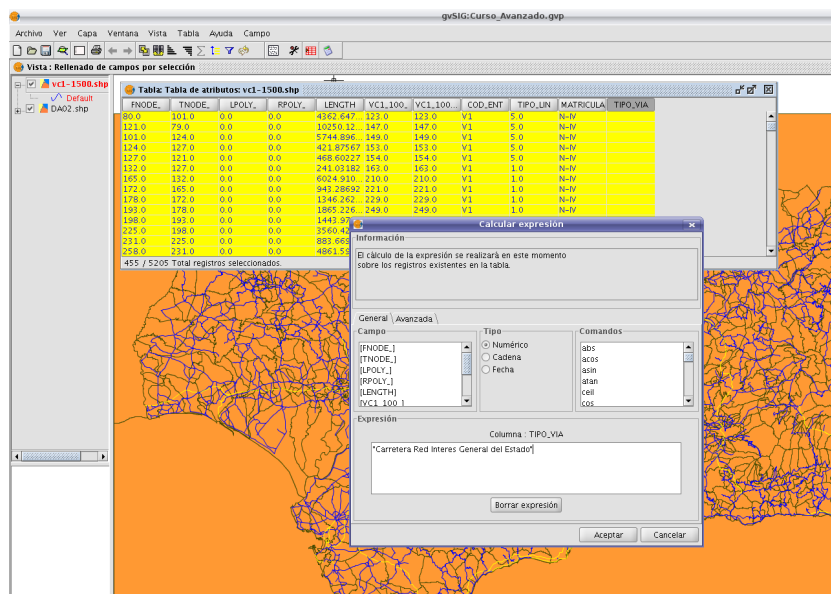 gvSIG:Curso_Avanzado.gvp
Archivo Ver Capa Ventana Vista Tabla Ayuda Campo
Vista : Rellenado de campos por selección
vc1-1500.shp
Default
DA02.shp
Tabla: Tabla de atributos: vc1-1500.shp
FNODE_ TNODE_ LPOLY_ RPOLY_ LENGTH VC1_100_ VC1_100... COD_ENT TIPO_LIN MATRICULA TIPO_VIA
80.0 101.0 0.0 0.0 4362.647... 123.0 123.0 V1 5.0 N-IV
121.0 79.0 0.0 0.0 10250.12... 147.0 147.0 V1 5.0 N-IV
101.0 124.0 0.0 0.0 5744.896... 149.0 149.0 V1 5.0 N-IV
124.0 127.0 0.0 0.0 421.87567 153.0 153.0 V1 5.0 N-IV
127.0 121.0 0.0 0.0 468.60227 154.0 154.0 V1 5.0 N-IV
132.0 127.0 0.0 0.0 241.03182 163.0 163.0 V1 1.0 N-IV
165.0 132.0 0.0 0.0 6024.910... 210.0 210.0 V1 1.0 N-IV
172.0 165.0 0.0 0.0 943.28692 221.0 221.0 V1 1.0 N-IV
178.0 172.0 0.0 0.0 1346.262... 229.0 229.0 V1 1.0 N-IV
193.0 178.0 0.0 0.0 1865.226... 249.0 249.0 V1 1.0 N-IV
198.0 193.0 0.0 0.0 1443.97
225.0 198.0 0.0 0.0 3560.42
231.0 225.0 0.0 0.0 883.669
258.0 231.0 0.0 0.0 4861.59
455 / 5205 Total registros seleccionados.
Calcular expresión
Información
El cálculo de la expresión se realizará en este momento
sobre los registros existentes en la tabla.
General Avanzada
Campo
[FNODE_]
[TNODE_]
[LPOLY_]
[RPOLY_]
[LENGTH]
[VC1_100_]
Tipo
Numérico
Cadena
Fecha
Comandos
abs
acos
asin
atan
ceil
cos
Expresión
Columna : TIPO_VIA
"Carretera Red Interes General del Estado"
Borrar expresión
Aceptar Cancelar